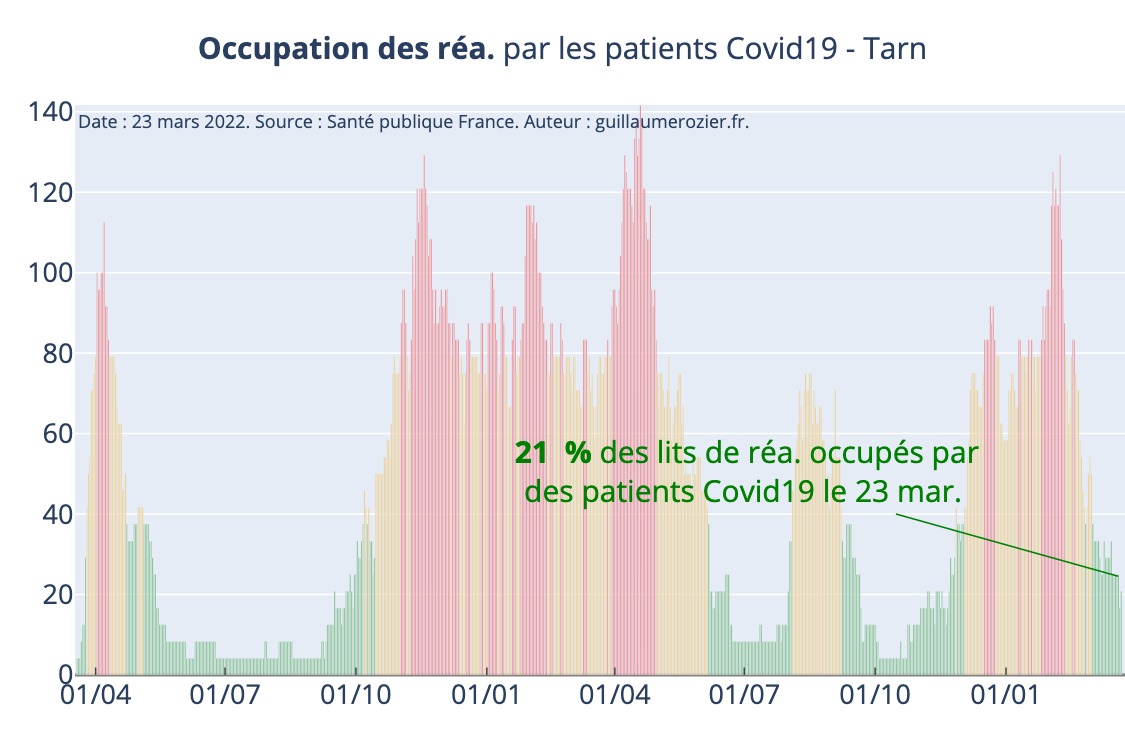 Occupation des réa. par les patients Covid19 - Tarn
Date : 23 mars 2022. Source : Santé publique France. Auteur : guillaumerozier.fr.
140
120
100
80
60
40
20
0
21 % des lits de réa. occupés par
des patients Covid19 le 23 mar.
01/04 01/07 01/10 01/01 01/04 01/07 01/10 01/01